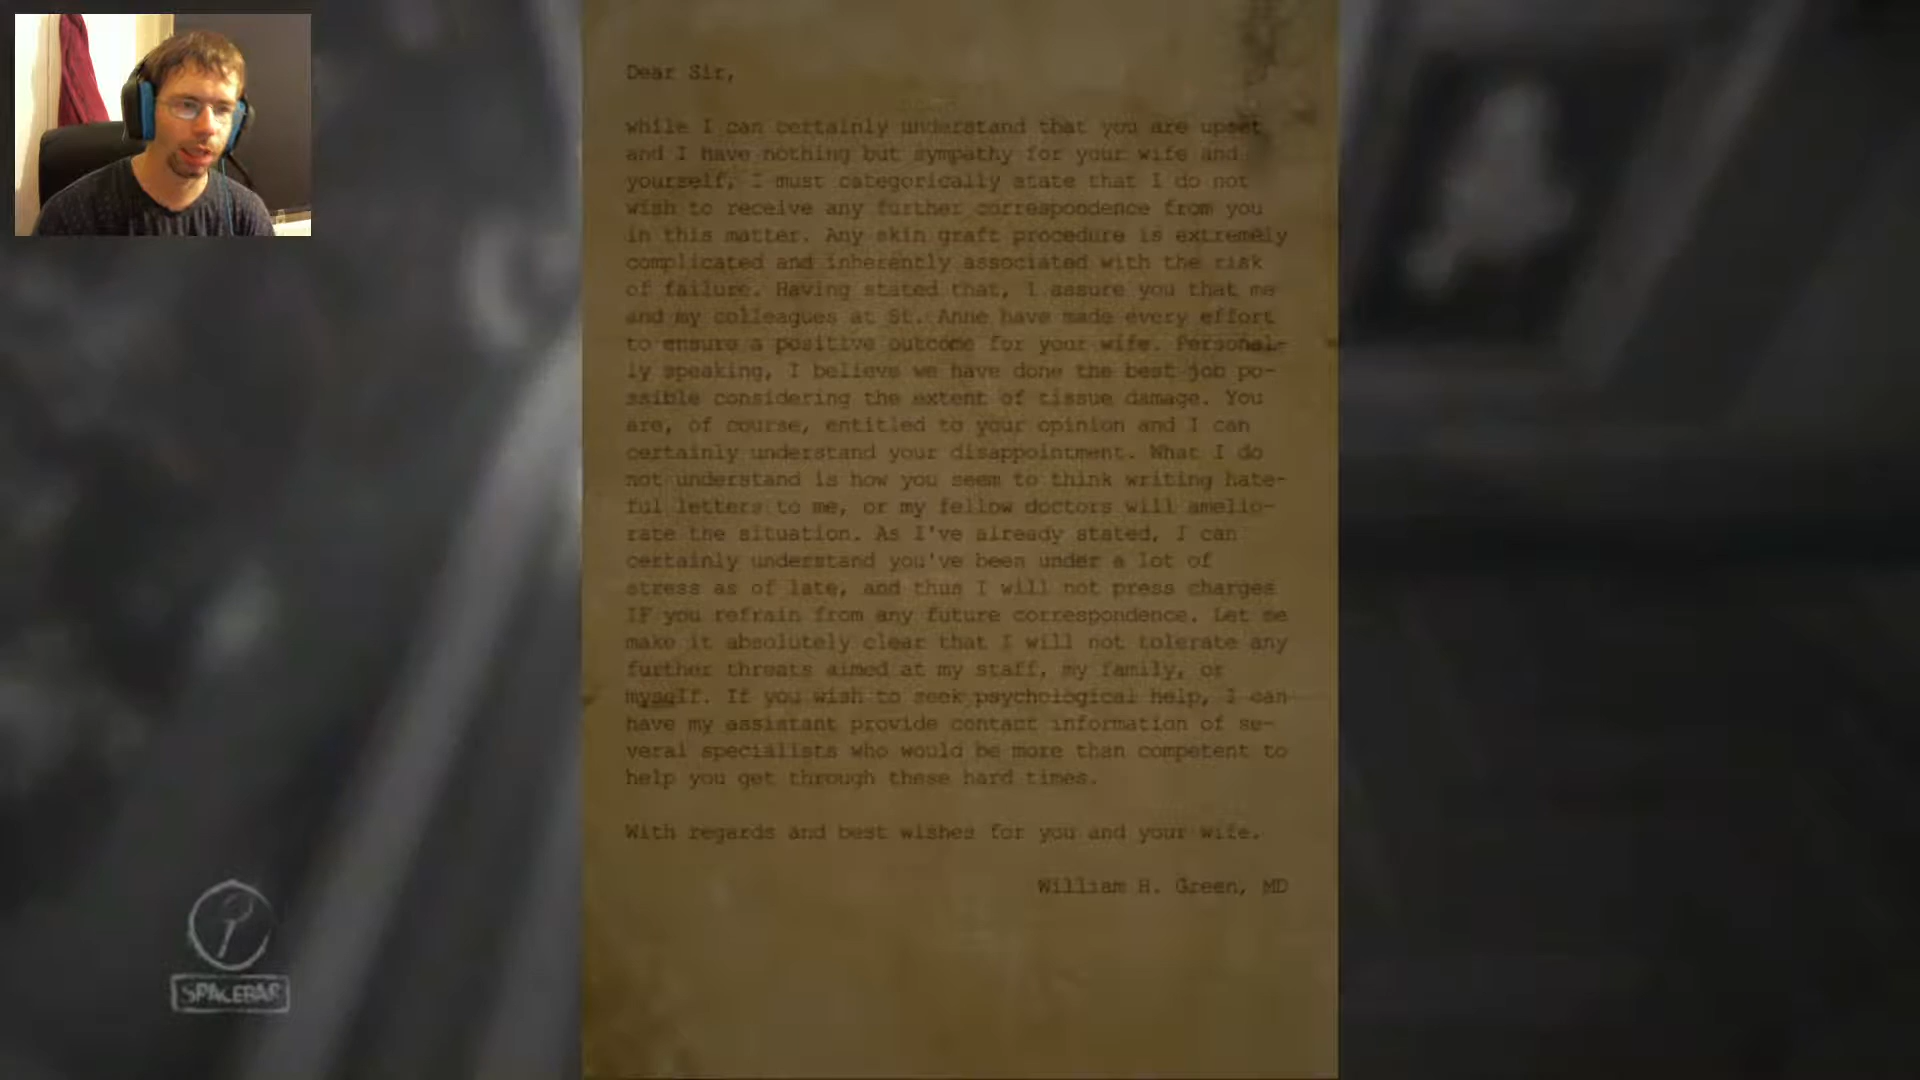 Dear Sir,
while I can certainly understand that you are upset
and I have nothing but sympathy for your wife and
yourself, I must categorically state that I do not
wish to receive any further correspondence from you
in this matter. Any skin graft procedure is extremely
complicated and inherently associated with the risk
of failure. Having stated that, I assure you that me
and my colleagues at St. Anne have made every effort
to ensure a positive outcome for your wife. Personal-
ly speaking, I believe we have done the best job po-
ssible considering the extent of tissue damage. You
are, of course, entitled to your opinion and I can
certainly understand your disappointment. What I do
not understand is how you seem to think writing hate-
ful letters to me, or my fellow doctors will amelio-
rate the situation. As I've already stated, I can
certainly understand you've been under a lot of
stress as of late, and thus I will not press charges
IF you refrain from any future correspondence. Let me
make it absolutely clear that I will not tolerate any
further threats aimed at my staff, my family, or
myself. If you wish to seek psychological help, I can
have my assistant provide contact information of se-
veral specialists who would be more than competent to
help you get through these hard times.
With regards and best wishes for you and your wife.
William H. Green, MD
SPACEBAR